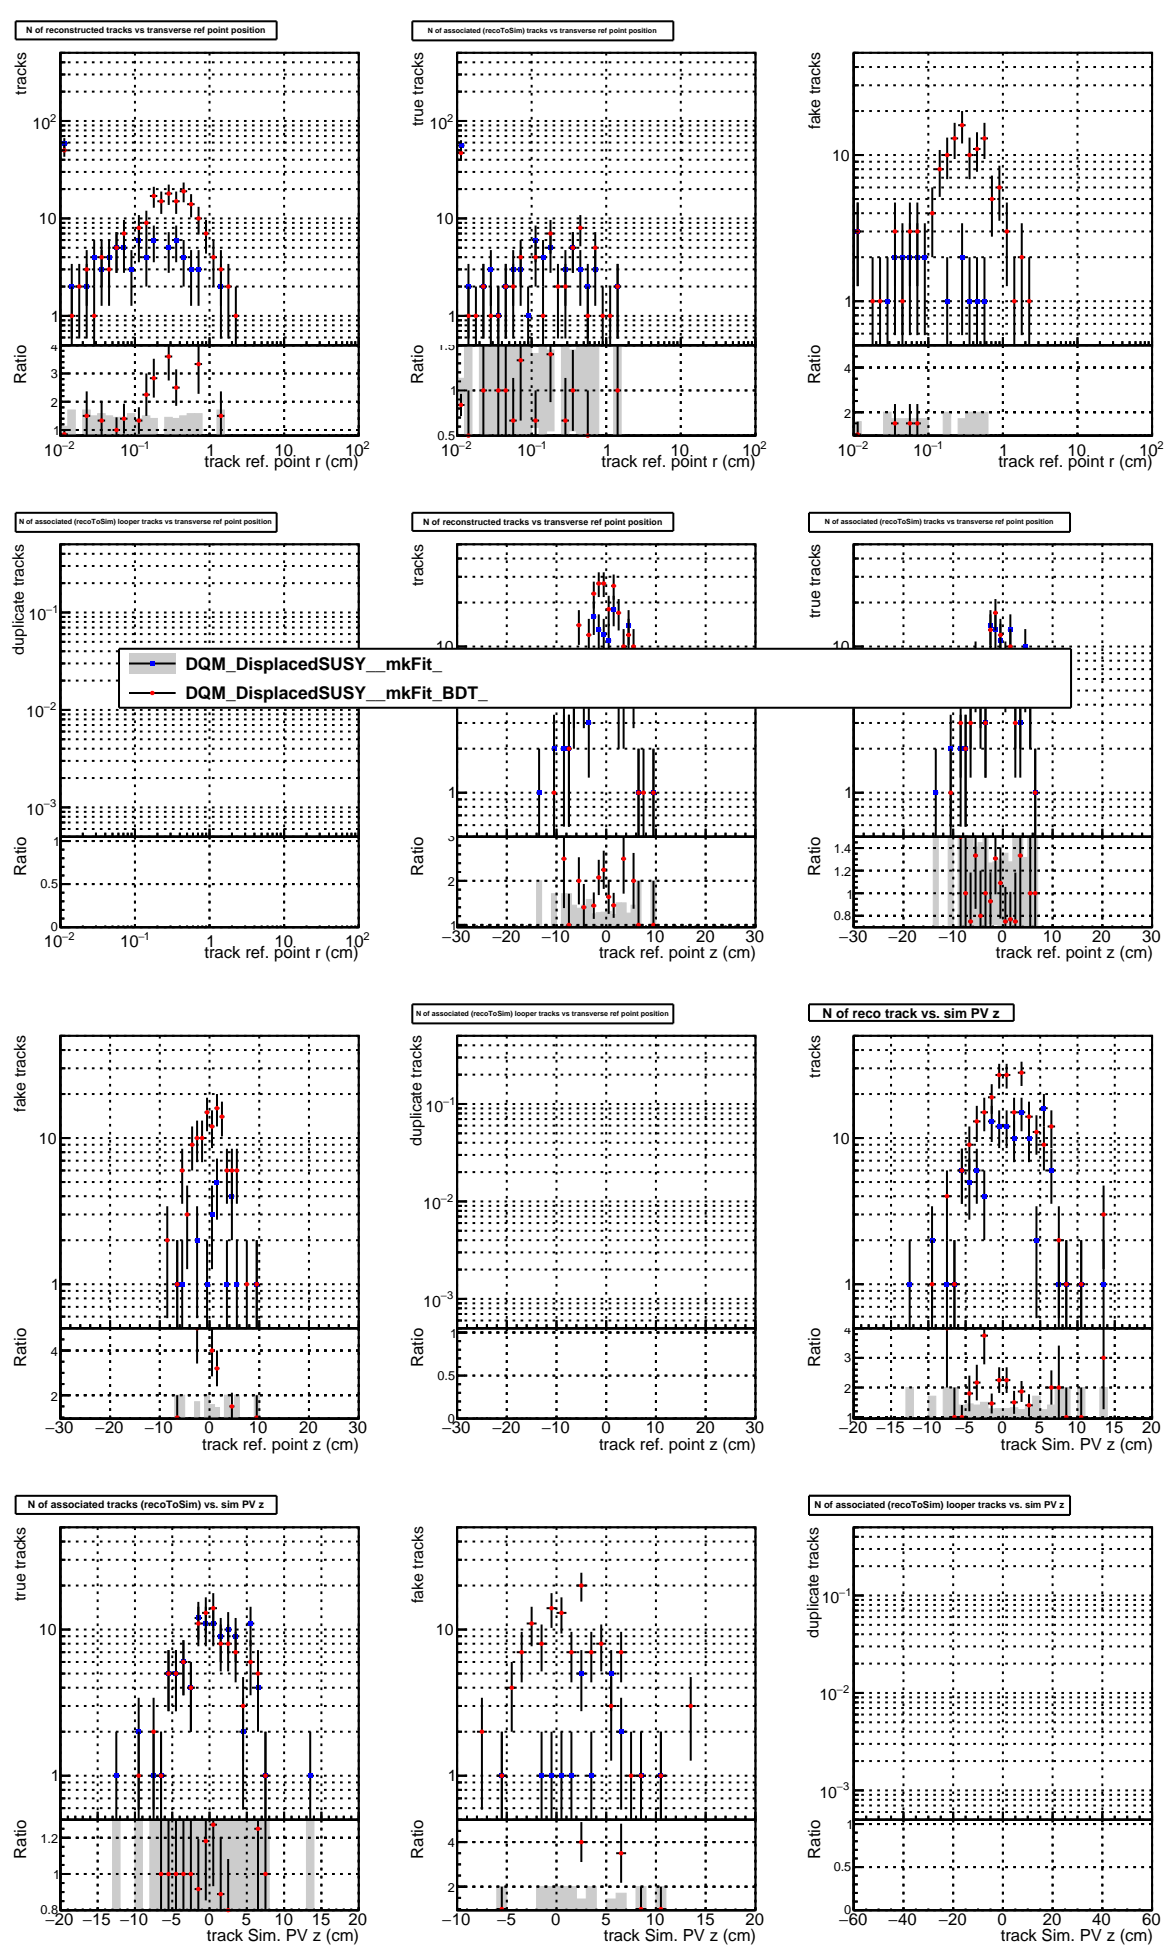 N of reconstructed tracks vs transverse ref point position
tracks
10²
10
1
Ratio
4
3
2
1
10⁻² 10⁻¹ 1 10 10²
track ref. point r (cm)
N of associated (recoToSim) tracks vs transverse ref point position
true tracks
10²
10
1
Ratio
1.5
1
0.5
10⁻² 10⁻¹ 1 10 10²
track ref. point r (cm)
fake tracks
10
1
Ratio
4
2
10⁻² 10⁻¹ 1 10 10²
track ref. point r (cm)
N of associated (recoToSim) looper tracks vs transverse ref point position
duplicate tracks
10⁻¹
10⁻²
10⁻³
Ratio
1
0.5
0
10⁻² 10⁻¹ 1 10 10²
track ref. point r (cm)
N of reconstructed tracks vs transverse ref point position
tracks
10
1
Ratio
3
2
1
−30 −20 −10 0 10 20 30
track ref. point z (cm)
N of associated (recoToSim) tracks vs transverse ref point position
true tracks
10
1
Ratio
1.4
1.2
1
0.8
−30 −20 −10 0 10 20 30
track ref. point z (cm)
DQM_DisplacedSUSY__mkFit_
DQM_DisplacedSUSY__mkFit_BDT_
fake tracks
10
1
Ratio
4
2
−30 −20 −10 0 10 20 30
track ref. point z (cm)
N of associated (recoToSim) looper tracks vs transverse ref point position
duplicate tracks
10⁻¹
10⁻²
10⁻³
Ratio
1
0.5
0
−30 −20 −10 0 10 20 30
track ref. point z (cm)
N of reco track vs. sim PV z
tracks
10
1
Ratio
4
3
2
1
−20 −15 −10 −5 0 5 10 15 20
track Sim. PV z (cm)
N of associated tracks (recoToSim) vs. sim PV z
true tracks
10
1
Ratio
1.2
1
0.8
−20 −15 −10 −5 0 5 10 15 20
track Sim. PV z (cm)
fake tracks
10
1
Ratio
4
2
−10 −5 0 5 10 15 20
track Sim. PV z (cm)
N of associated (recoToSim) looper tracks vs. sim PV z
duplicate tracks
10⁻¹
10⁻²
10⁻³
Ratio
1
0.5
0
−60 −40 −20 0 20 40 60
track Sim. PV z (cm)